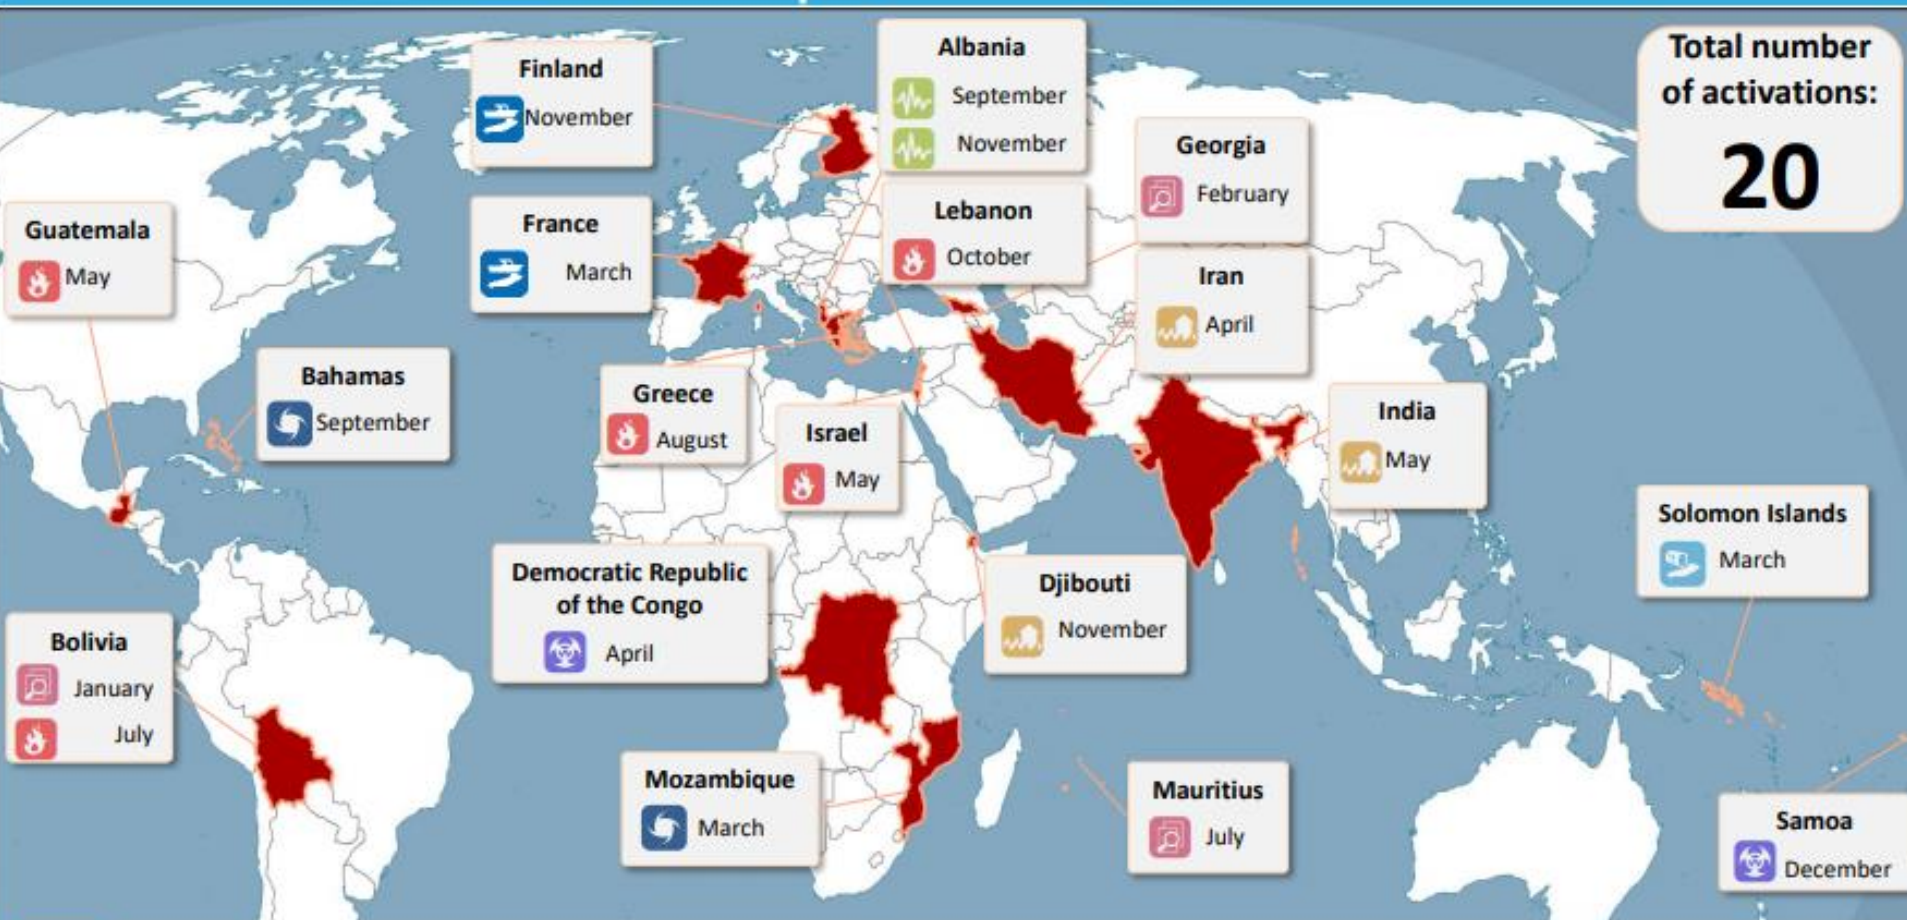 Total number
of activations:
20
Finland
November
Albania
September
November
Georgia
February
Guatemala
May
France
March
Lebanon
October
Iran
April
Bahamas
September
Greece
August
Israel
May
India
May
Solomon Islands
March
Democratic Republic
of the Congo
April
Djibouti
November
Bolivia
January
July
Mozambique
March
Mauritius
July
Samoa
December